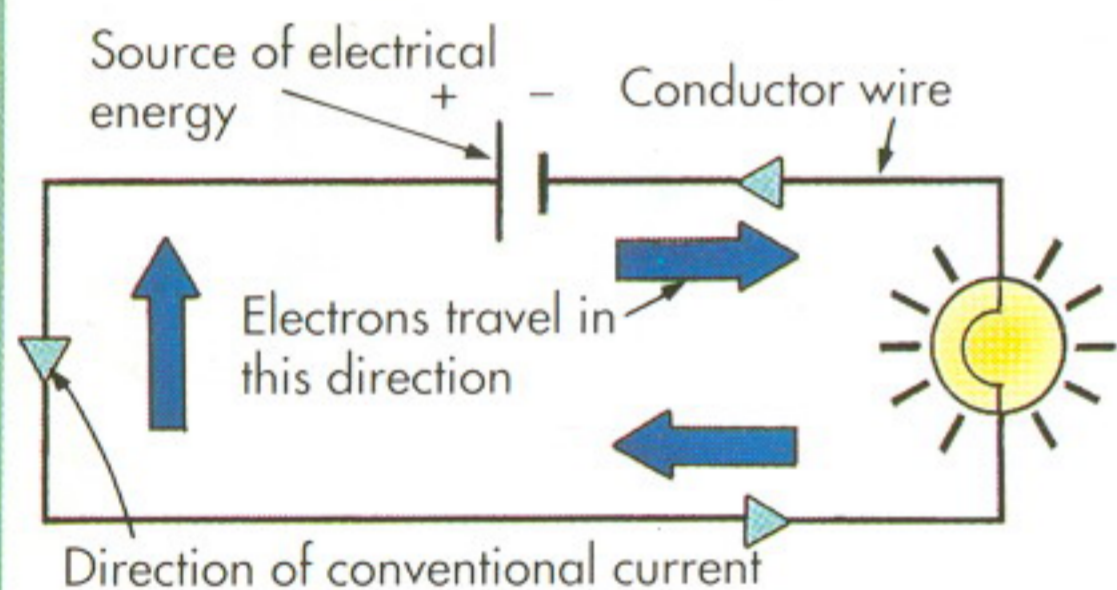 Source of electrical
energy
+ −
Conductor wire
Electrons travel in
this direction
Direction of conventional current